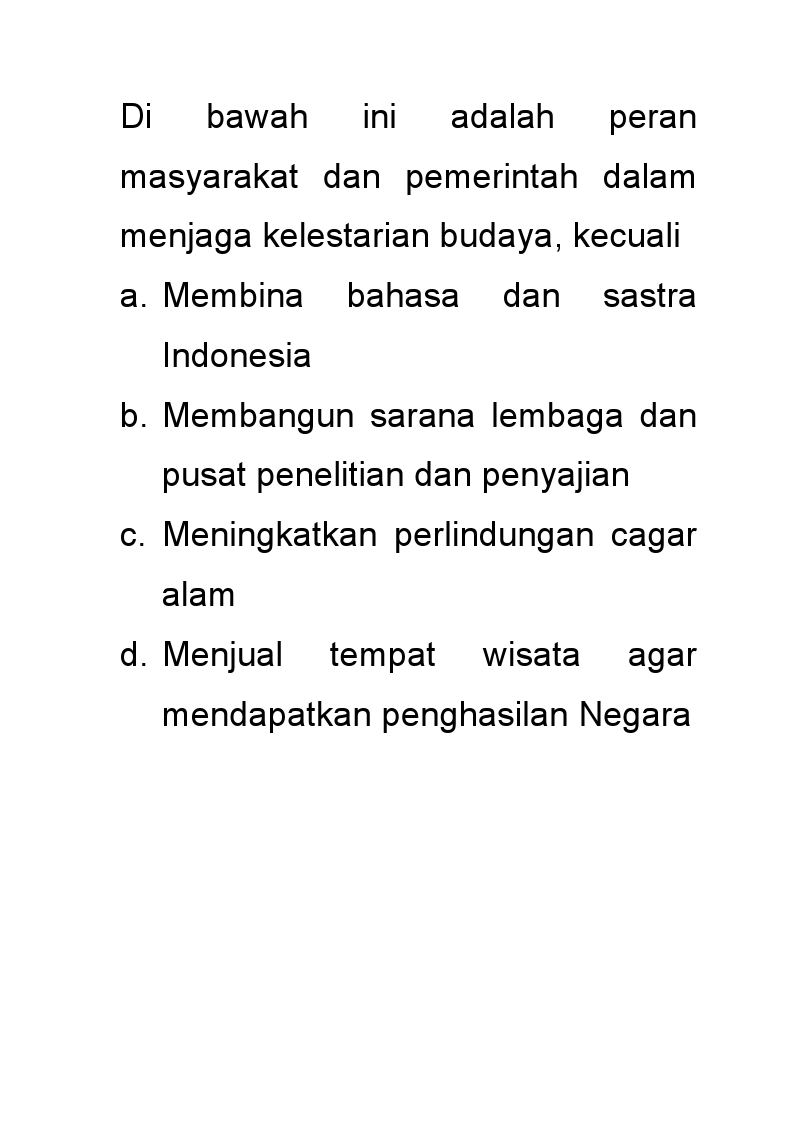 Di bawah ini adalah peran
masyarakat dan pemerintah dalam
menjaga kelestarian budaya, kecuali
a. Membina bahasa dan sastra
Indonesia
b. Membangun sarana lembaga dan
pusat penelitian dan penyajian
c. Meningkatkan perlindungan cagar
alam
d. Menjual tempat wisata agar
mendapatkan penghasilan Negara